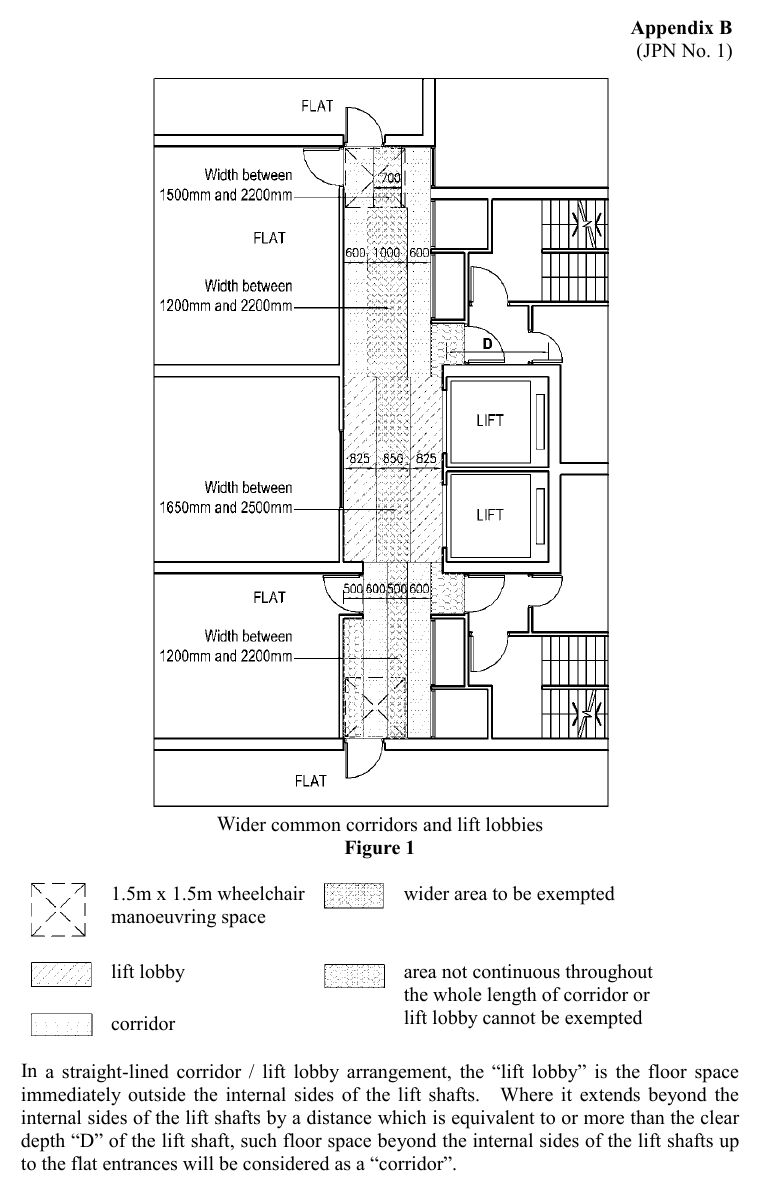 Appendix B
(JPN No. 1)
FLAT
Width between
1500mm and 2200mm
700
FLAT
600 1000 600
Width between
1200mm and 2200mm
D
LIFT
825 850 825
Width between
1650mm and 2500mm
LIFT
FLAT
500 600 500 600
Width between
1200mm and 2200mm
FLAT
Wider common corridors and lift lobbies
Figure 1
1.5m x 1.5m wheelchair
manoeuvring space
wider area to be exempted
lift lobby
area not continuous throughout
the whole length of corridor or
lift lobby cannot be exempted
corridor
In a straight-lined corridor / lift lobby arrangement, the “lift lobby” is the floor space
immediately outside the internal sides of the lift shafts. Where it extends beyond the
internal sides of the lift shafts by a distance which is equivalent to or more than the clear
depth “D” of the lift shaft, such floor space beyond the internal sides of the lift shafts up
to the flat entrances will be considered as a “corridor”.